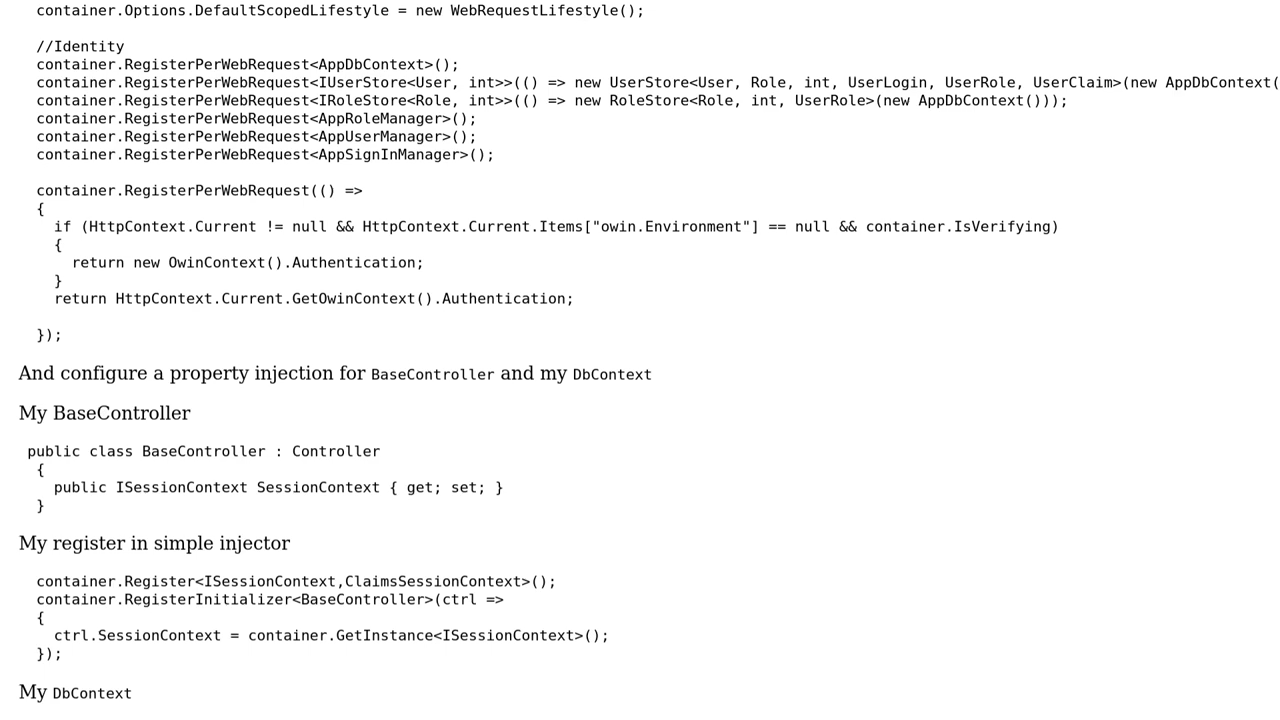 container.Options.DefaultScopedLifestyle = new WebRequestLifestyle();
//Identity
container.RegisterPerWebRequest<AppDbContext>();
container.RegisterPerWebRequest<IUserStore<User, int>>(() => new UserStore<User, Role, int, UserLogin, UserRole, UserClaim>(new AppDbContext(
container.RegisterPerWebRequest<IRoleStore<Role, int>>(() => new RoleStore<Role, int, UserRole>(new AppDbContext()));
container.RegisterPerWebRequest<AppRoleManager>();
container.RegisterPerWebRequest<AppUserManager>();
container.RegisterPerWebRequest<AppSignInManager>();
container.RegisterPerWebRequest(() =>
{
if (HttpContext.Current != null && HttpContext.Current.Items["owin.Environment"] == null && container.IsVerifying)
{
return new OwinContext().Authentication;
}
return HttpContext.Current.GetOwinContext().Authentication;
});
And configure a property injection for BaseController and my DbContext
My BaseController
public class BaseController : Controller
{
public ISessionContext SessionContext { get; set; }
}
My register in simple injector
container.Register<ISessionContext,ClaimsSessionContext>();
container.RegisterInitializer<BaseController>(ctrl =>
{
ctrl.SessionContext = container.GetInstance<ISessionContext>();
});
My DbContext